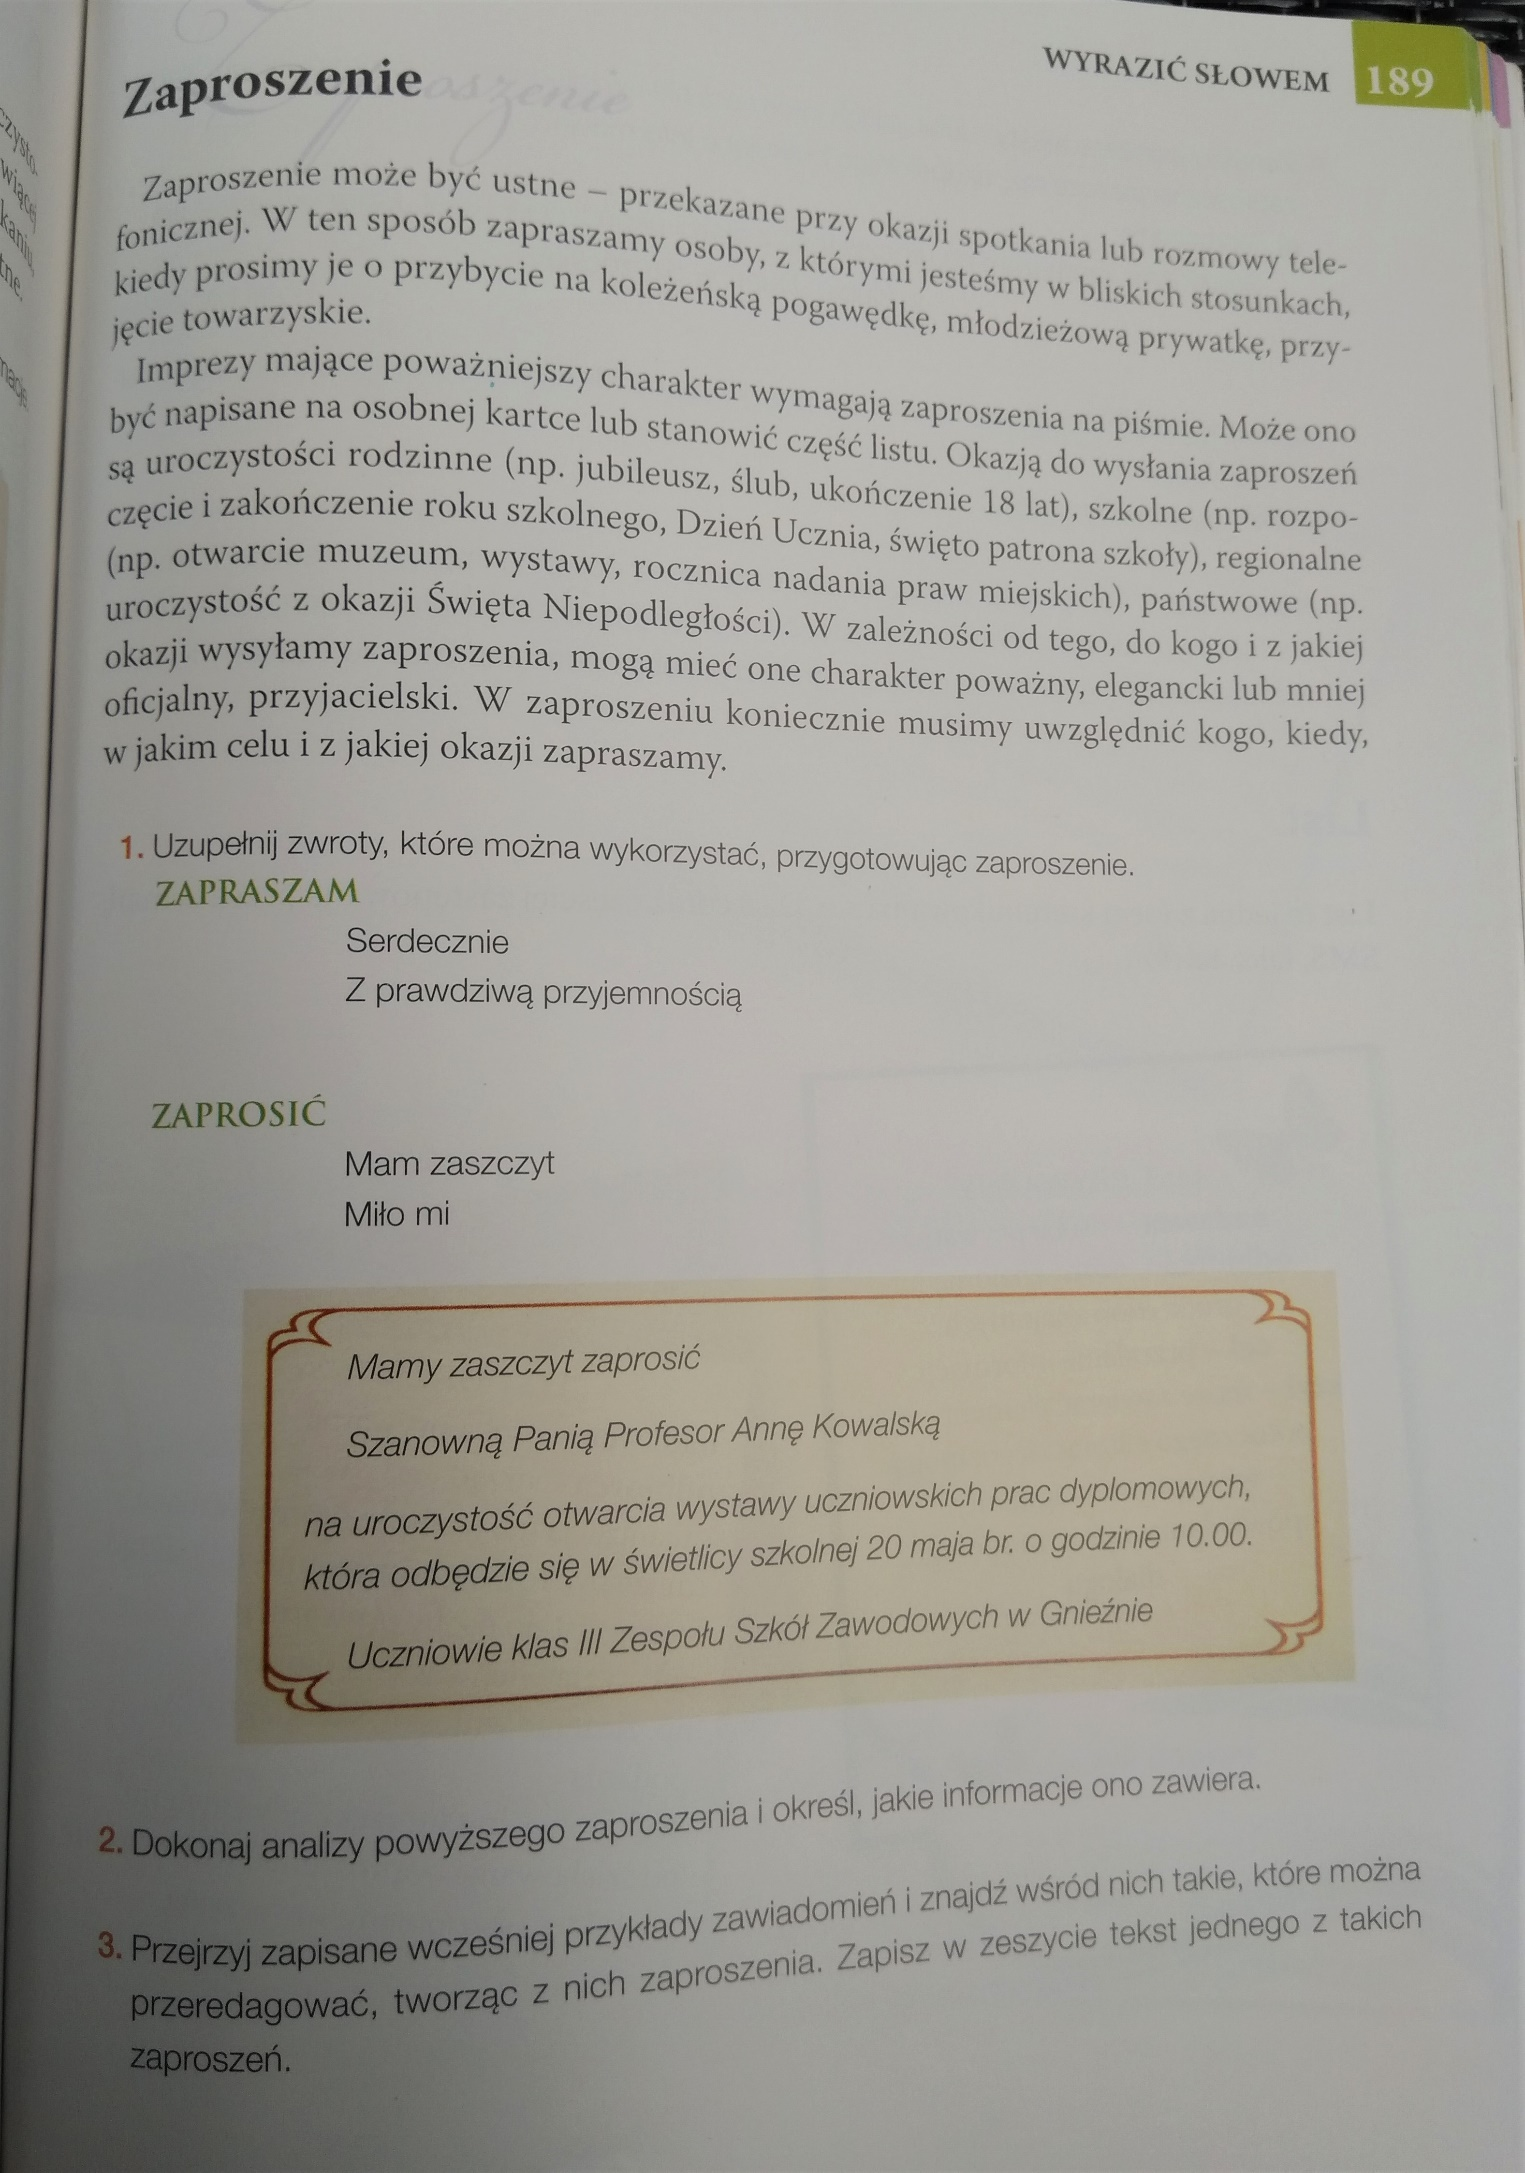 WYRAZIĆ SŁOWEM 189
Zaproszenie
Zaproszenie może być ustne – przekazane przy okazji spotkania lub rozmowy tele-
fonicznej. W ten sposób zapraszamy osoby, z którymi jesteśmy w bliskich stosunkach,
kiedy prosimy je o przybycie na koleżeńską pogawędkę, młodzieżową prywatkę, przy-
jęcie towarzyskie.
Imprezy mające poważniejszy charakter wymagają zaproszenia na piśmie. Może ono
być napisane na osobnej kartce lub stanowić część listu. Okazją do wysłania zaproszeń
są uroczystości rodzinne (np. jubileusz, ślub, ukończenie 18 lat), szkolne (np. rozpo-
częcie i zakończenie roku szkolnego, Dzień Ucznia, święto patrona szkoły), regionalne
(np. otwarcie muzeum, wystawy, rocznica nadania praw miejskich), państwowe (np.
uroczystość z okazji Święta Niepodległości). W zależności od tego, do kogo i z jakiej
okazji wysyłamy zaproszenia, mogą mieć one charakter poważny, elegancki lub mniej
oficjalny, przyjacielski. W zaproszeniu koniecznie musimy uwzględnić kogo, kiedy,
w jakim celu i z jakiej okazji zapraszamy.
1. Uzupełnij zwroty, które można wykorzystać, przygotowując zaproszenie.
ZAPRASZAM
Serdecznie
Z prawdziwą przyjemnością
ZAPROSIĆ
Mam zaszczyt
Miło mi
Mamy zaszczyt zaprosić
Szanowną Panią Profesor Annę Kowalską
na uroczystość otwarcia wystawy uczniowskich prac dyplomowych,
która odbędzie się w świetlicy szkolnej 20 maja br. o godzinie 10.00.
Uczniowie klas III Zespołu Szkół Zawodowych w Gnieźnie
2. Dokonaj analizy powyższego zaproszenia i określ, jakie informacje ono zawiera.
3. Przejrzyj zapisane wcześniej przykłady zawiadomień i znajdź wśród nich takie, które można
przeredagować, tworząc z nich zaproszenia. Zapisz w zeszycie tekst jednego z takich
zaproszeń.